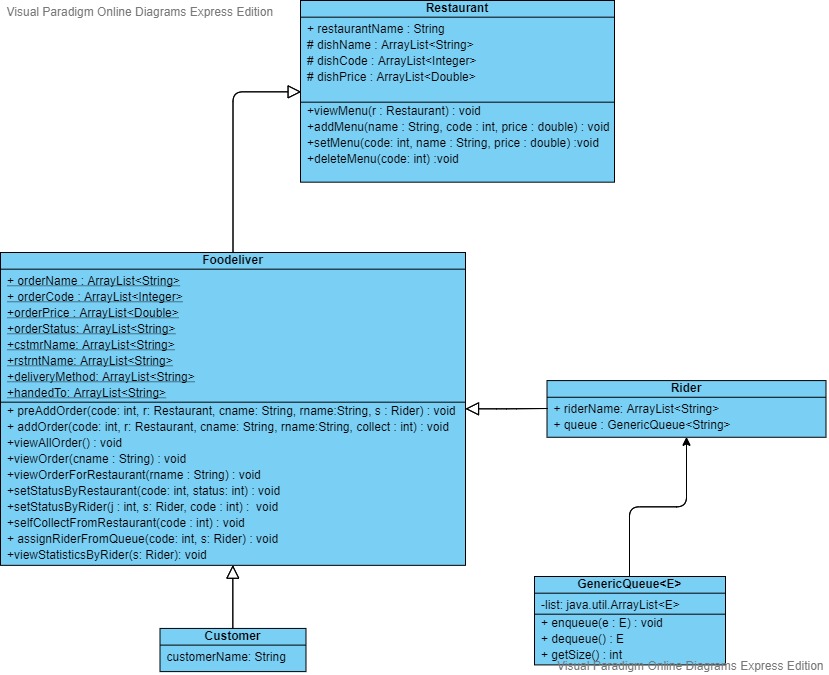 Visual Paradigm Online Diagrams Express Edition
Restaurant
+ restaurantName : String
# dishName : ArrayList<String>
# dishCode : ArrayList<Integer>
# dishPrice : ArrayList<Double>
+viewMenu(r : Restaurant) : void
+addMenu(name : String, code : int, price : double) : void
+setMenu(code: int, name : String, price : double) :void
+deleteMenu(code: int) :void
Foodeliver
+ orderName : ArrayList<String>
+ orderCode : ArrayList<Integer>
+orderPrice : ArrayList<Double>
+orderStatus: ArrayList<String>
+cstmrName: ArrayList<String>
+rstrntName: ArrayList<String>
+deliveryMethod: ArrayList<String>
+handedTo: ArrayList<String>
+ preAddOrder(code: int, r: Restaurant, cname: String, rname:String, s : Rider) : void
+ addOrder(code: int, r: Restaurant, cname: String, rname:String, collect : int) : void
+viewAllOrder() : void
+viewOrder(cname : String) : void
+viewOrderForRestaurant(rname : String) : void
+setStatusByRestaurant(code: int, status: int) : void
+setStatusByRider(j : int, s: Rider, code : int) : void
+selfCollectFromRestaurant(code : int) : void
+ assignRiderFromQueue(code: int, s: Rider) : void
+viewStatisticsByRider(s: Rider): void
Rider
+ riderName: ArrayList<String>
+ queue : GenericQueue<String>
GenericQueue<E>
-list: java.util.ArrayList<E>
+ enqueue(e : E) : void
+ dequeue() : E
+ getSize() : int
Customer
customerName: String
Visual Paradigm Online Diagrams Express Edition